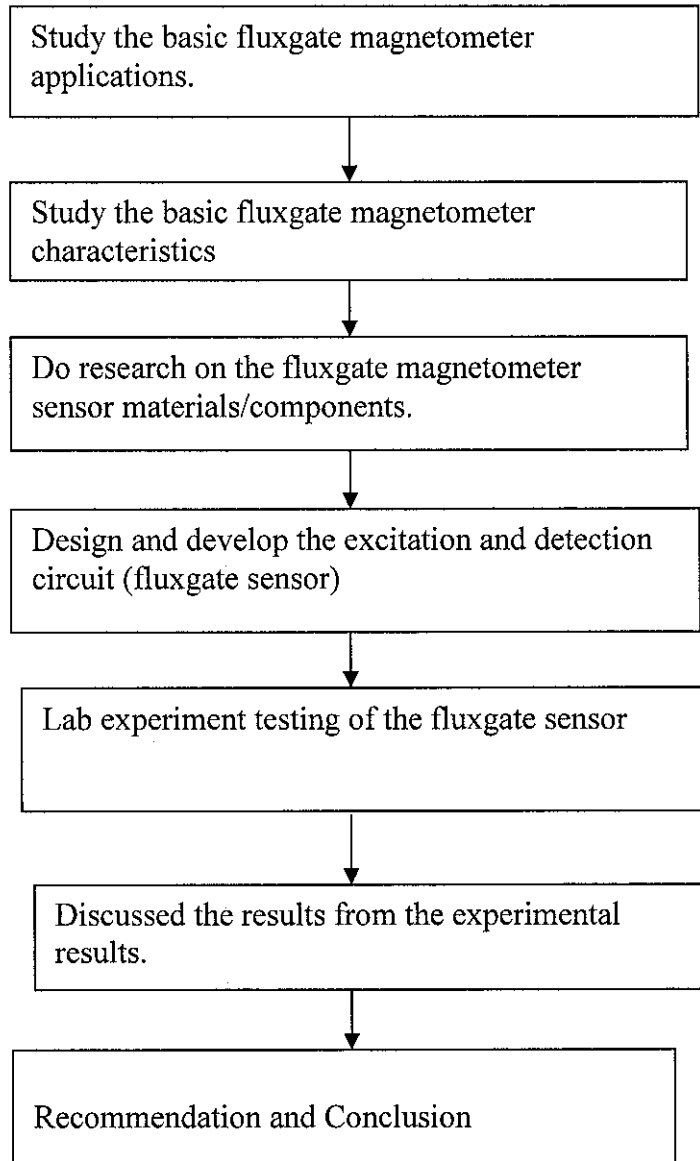 Study the basic fluxgate magnetometer
applications.
Study the basic fluxgate magnetometer
characteristics
Do research on the fluxgate magnetometer
sensor materials/components.
Design and develop the excitation and detection
circuit (fluxgate sensor)
Lab experiment testing of the fluxgate sensor
Discussed the results from the experimental
results.
Recommendation and Conclusion